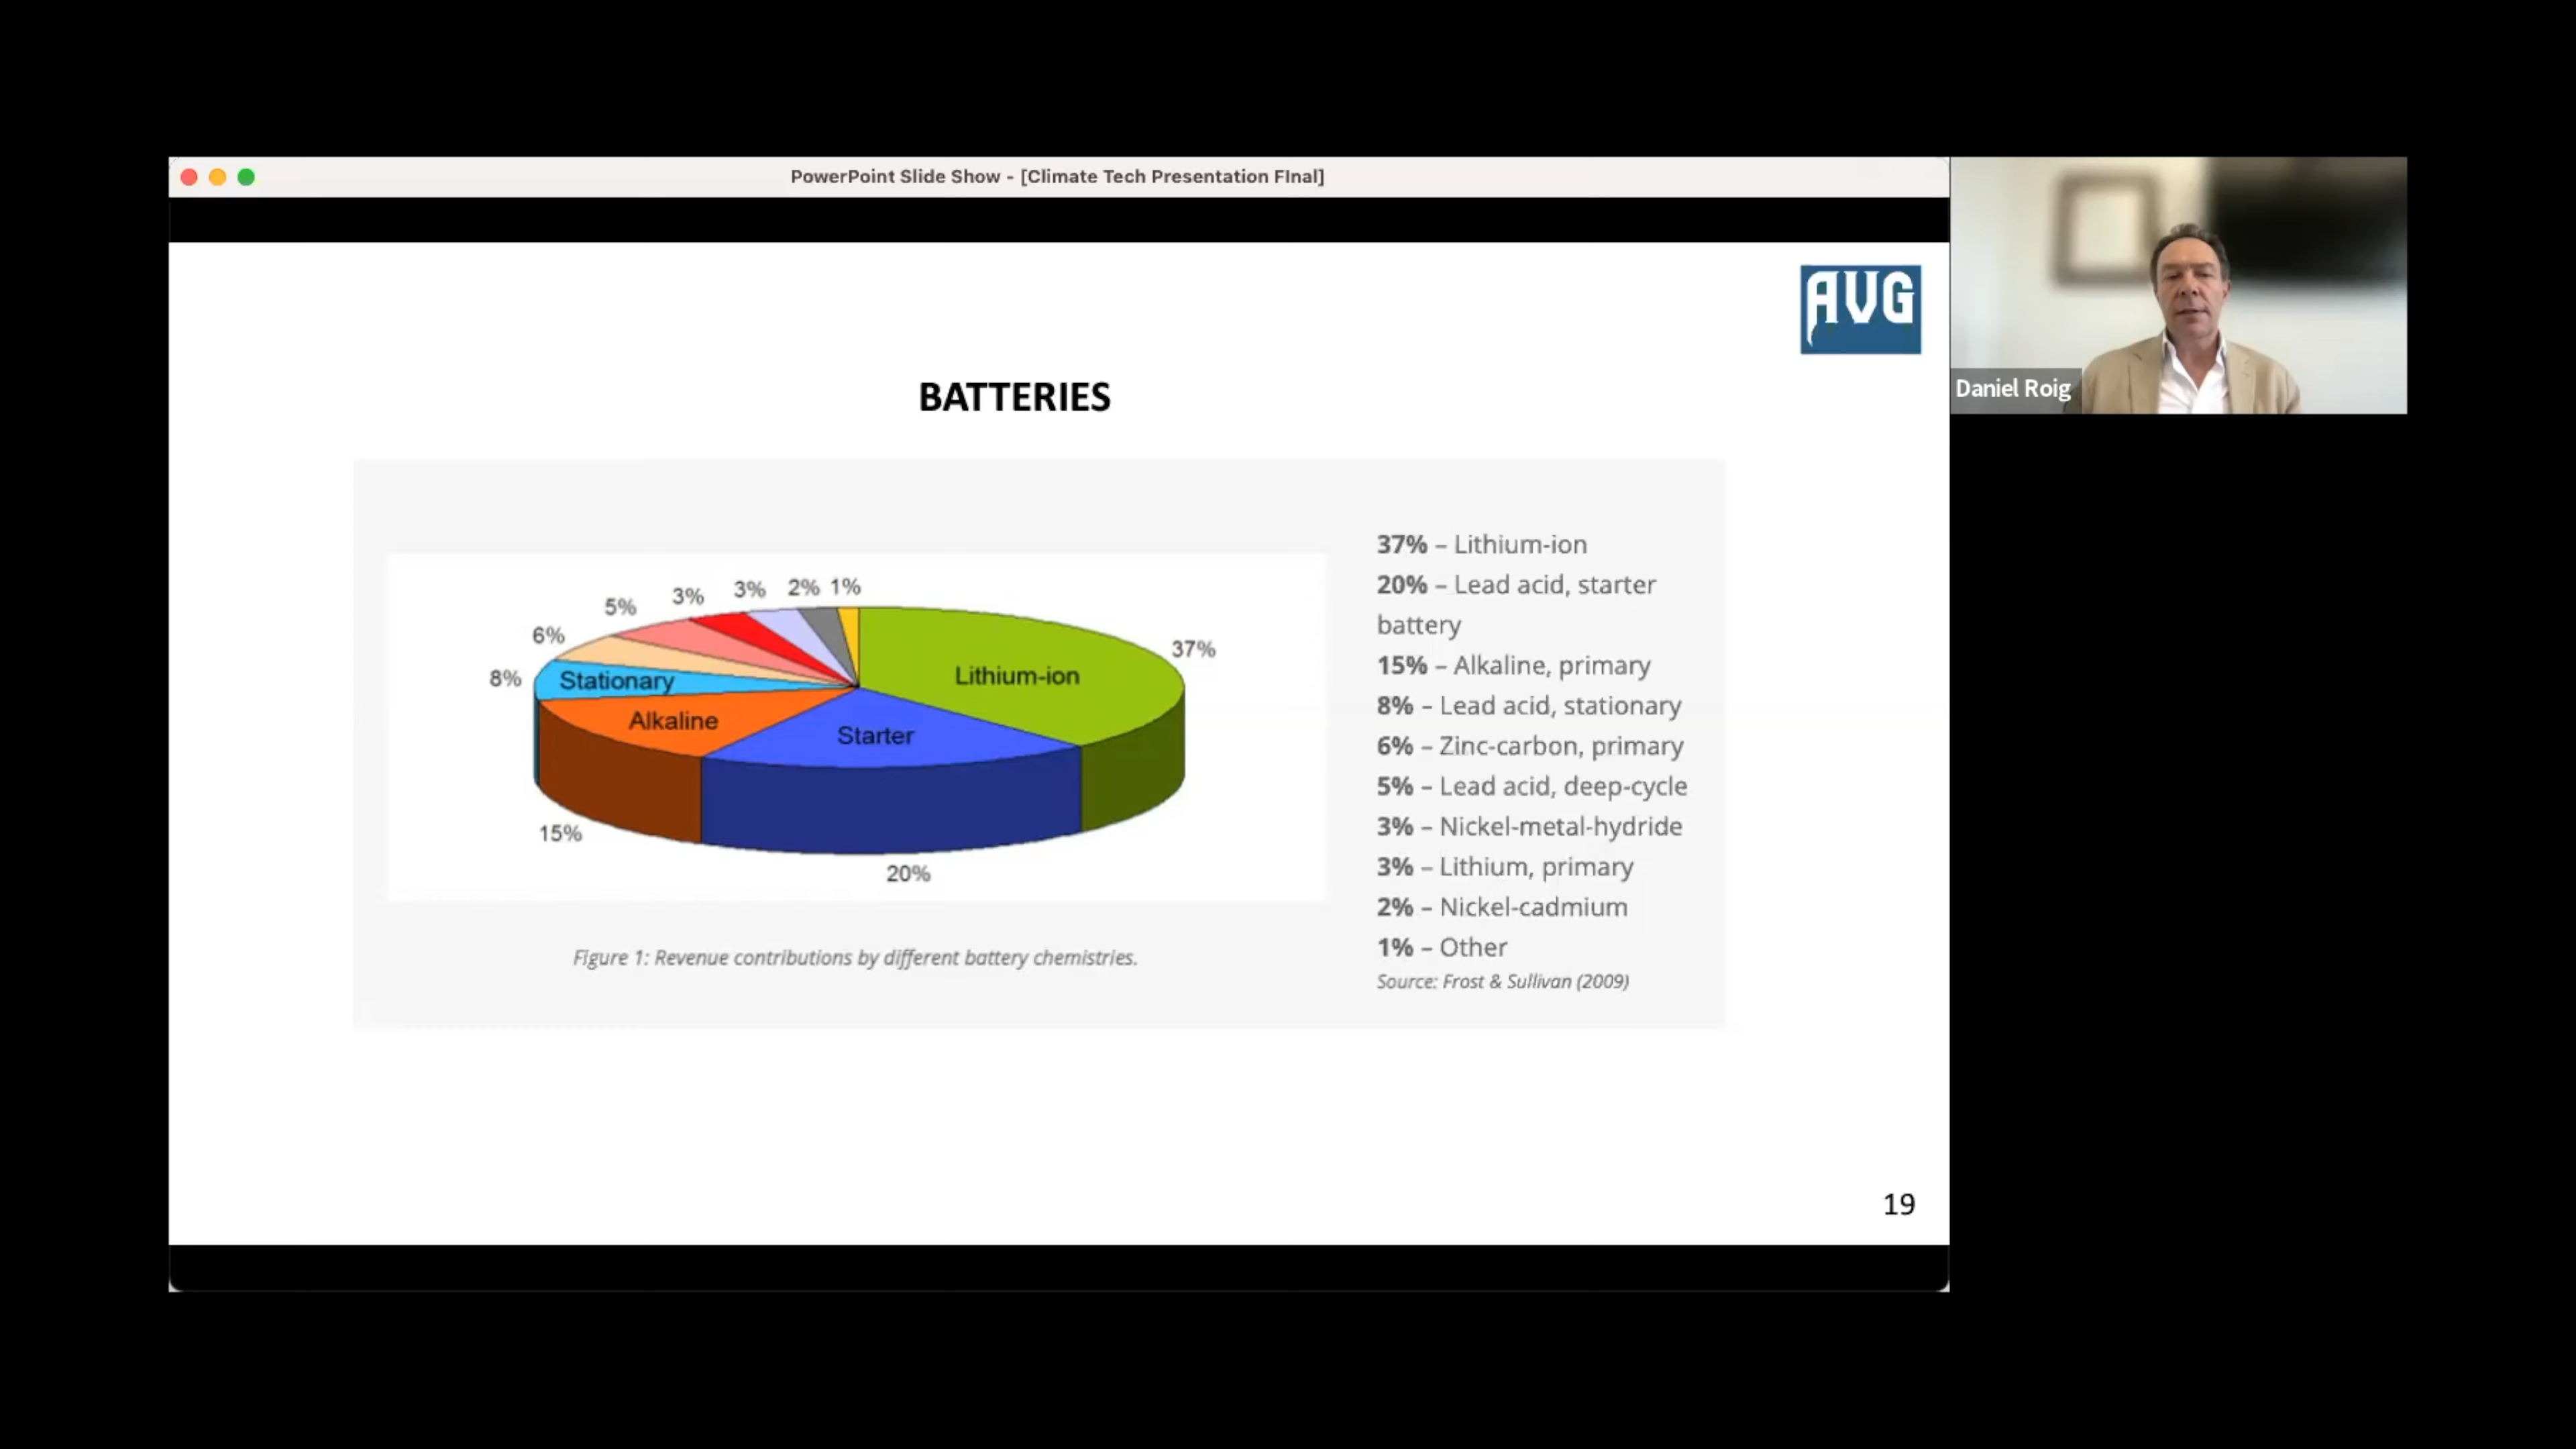 PowerPoint Slide Show - [Climate Tech Presentation FInal]
AVG
Daniel Roig
BATTERIES
5%
3%
3%
2%
1%
6%
8%
37%
Stationary
Lithium-ion
Alkaline
Starter
15%
20%
Figure 1: Revenue contributions by different battery chemistries.
37% – Lithium-ion
20% – Lead acid, starter
battery
15% – Alkaline, primary
8% – Lead acid, stationary
6% – Zinc-carbon, primary
5% – Lead acid, deep-cycle
3% – Nickel-metal-hydride
3% – Lithium, primary
2% – Nickel-cadmium
1% – Other
Source: Frost & Sullivan (2009)
19